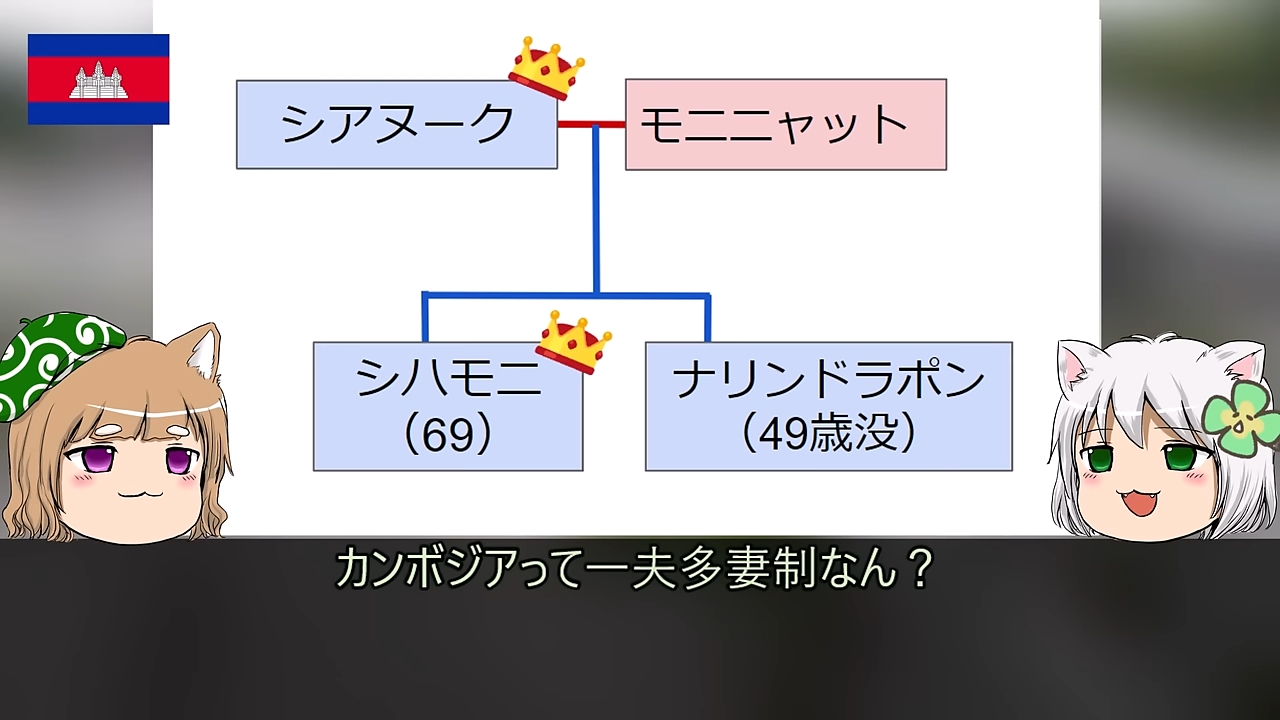 シアヌーク
モニニャット
シハモニ
（69）
ナリンドラポン
（49歳没）
カンボジアって一夫多妻制なん？